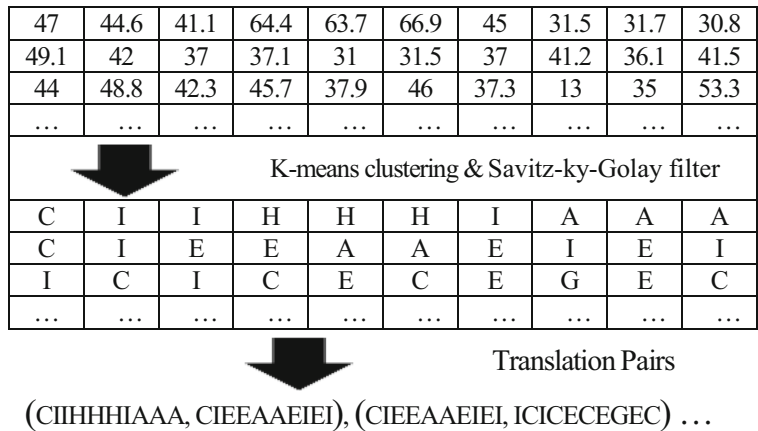 47 44.6 41.1 64.4 63.7 66.9 45 31.5 31.7 30.8
49.1 42 37 37.1 31 31.5 37 41.2 36.1 41.5
44 48.8 42.3 45.7 37.9 46 37.3 13 35 53.3
… … … … … … … … … …
K-means clustering & Savitz-ky-Golay filter
C I I H H H I A A A
C I E E A A E I E I
I C I C E C E G E C
… … … … … … … … … …
Translation Pairs
(CIIHHHIAAA, CIEEAAEIEI), (CIEEAAEIEI, ICICECEGEC) …